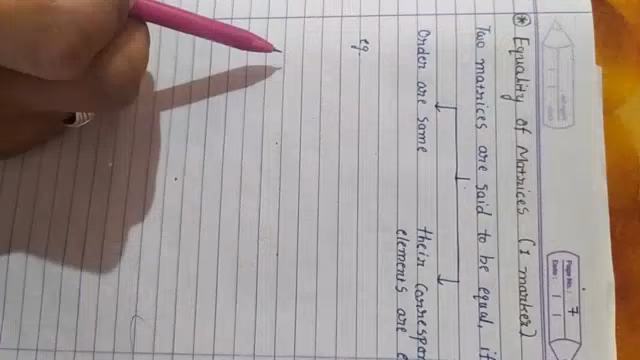 Page No.: 7
Date:
* Equality of Matrices (1 marker)
Two matrices are said to be equal, if
Order are same
their
elements are
eg.